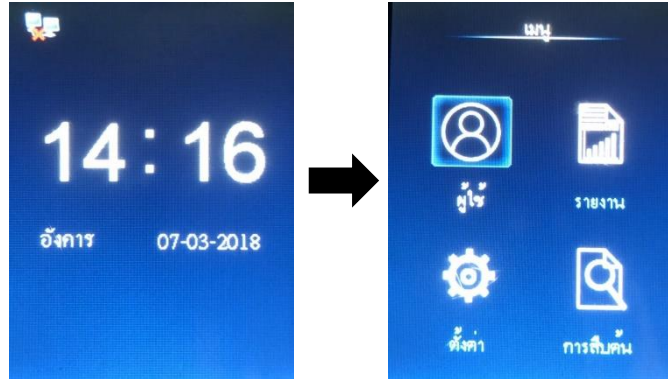 14:16
อังคาร 07-03-2018
เมนู
ผู้ใช้ รายงาน
ตั้งค่า การสืบค้น